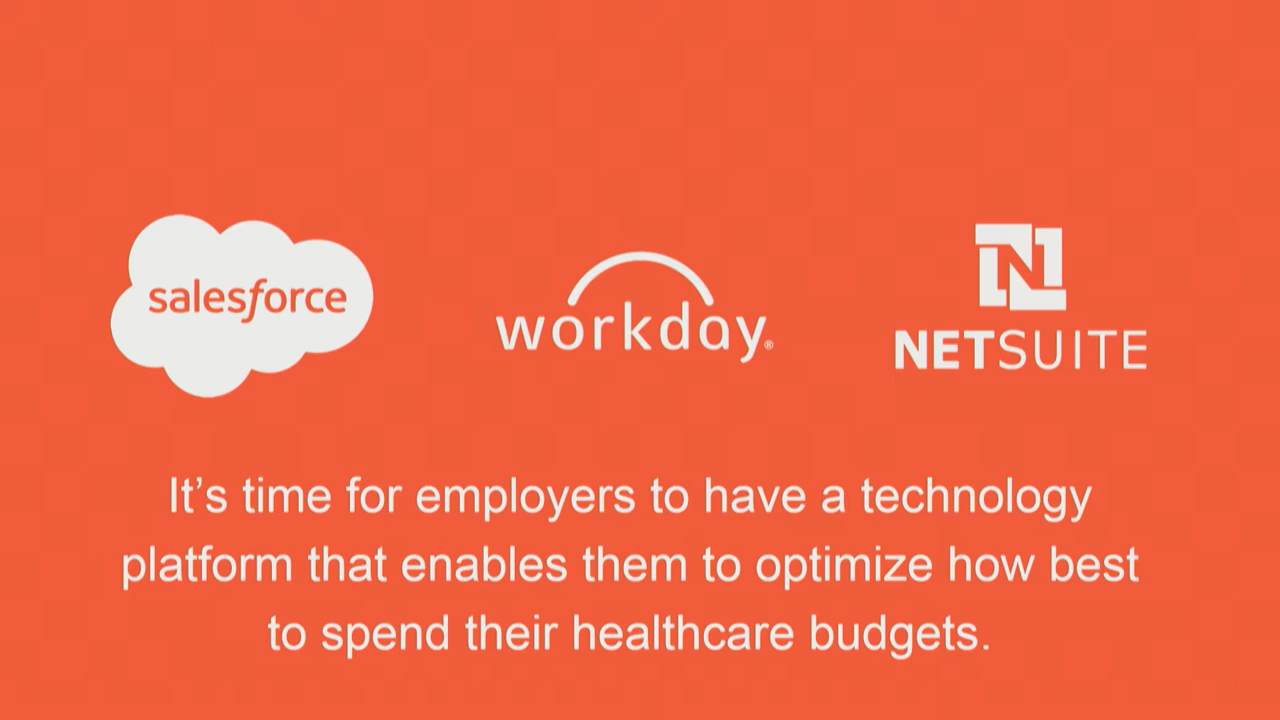 salesforce
workday®
NETSUITE
It’s time for employers to have a technology
platform that enables them to optimize how best
to spend their healthcare budgets.